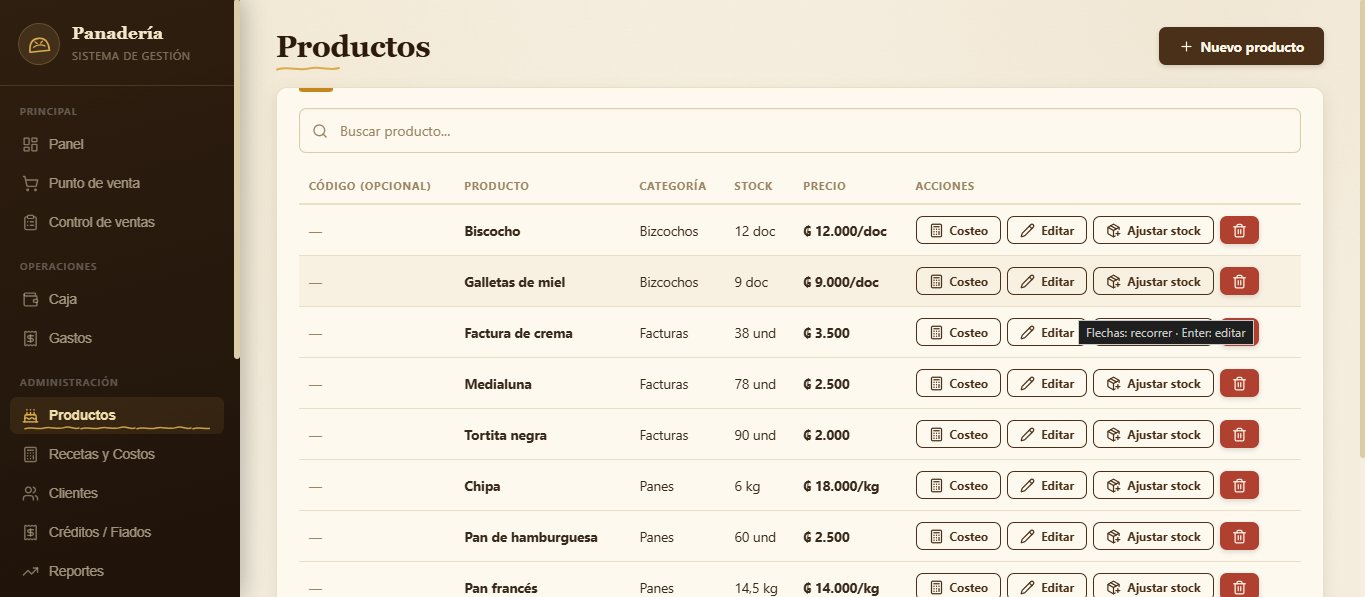 Panadería
SISTEMA DE GESTIÓN
PRINCIPAL
Panel
Punto de venta
Control de ventas
OPERACIONES
Caja
Gastos
ADMINISTRACIÓN
Productos
Recetas y Costos
Clientes
Créditos / Fiados
Reportes
Productos
+ Nuevo producto
Buscar producto...
CÓDIGO (OPCIONAL) PRODUCTO CATEGORÍA STOCK PRECIO ACCIONES
— Biscocho Bizcochos 12 doc ₲ 12.000/doc Costeo Editar Ajustar stock
— Galletas de miel Bizcochos 9 doc ₲ 9.000/doc Costeo Editar Ajustar stock
— Factura de crema Facturas 38 und ₲ 3.500 Costeo Editar
Flechas: recorrer · Enter: editar
— Medialuna Facturas 78 und ₲ 2.500 Costeo Editar Ajustar stock
— Tortita negra Facturas 90 und ₲ 2.000 Costeo Editar Ajustar stock
— Chipa Panes 6 kg ₲ 18.000/kg Costeo Editar Ajustar stock
— Pan de hamburguesa Panes 60 und ₲ 2.500 Costeo Editar Ajustar stock
— Pan francés Panes 14,5 kg ₲ 14.000/kg Costeo Editar Ajustar stock